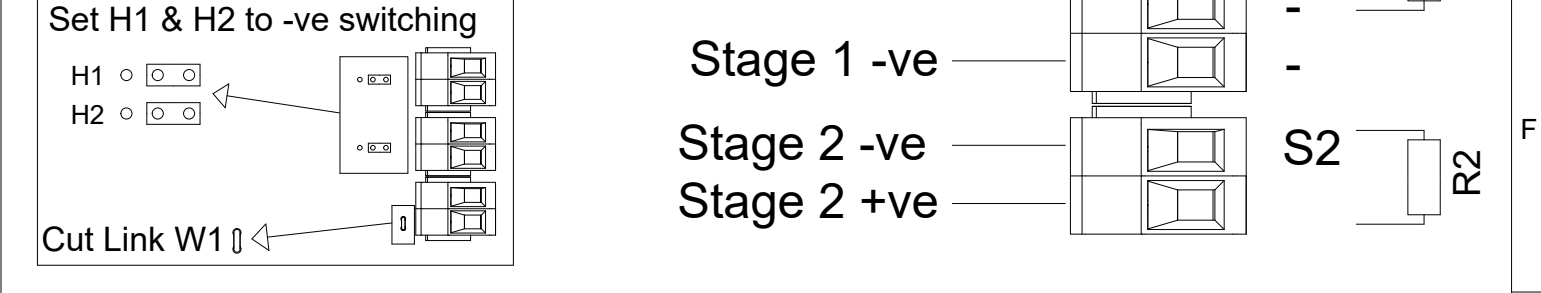 Set H1 & H2 to -ve switching
H1
H2
Cut Link W1
-
Stage 1 -ve
-
Stage 2 -ve
S2
Stage 2 +ve
R2
F